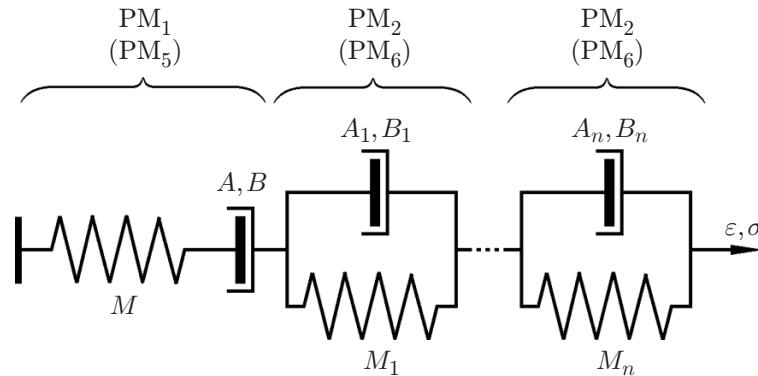 PM₁ PM₂ PM₂
(PM₅) (PM₆) (PM₆)
A₁, B₁ Aₙ, Bₙ
A, B
ε, σ
M
M₁ Mₙ